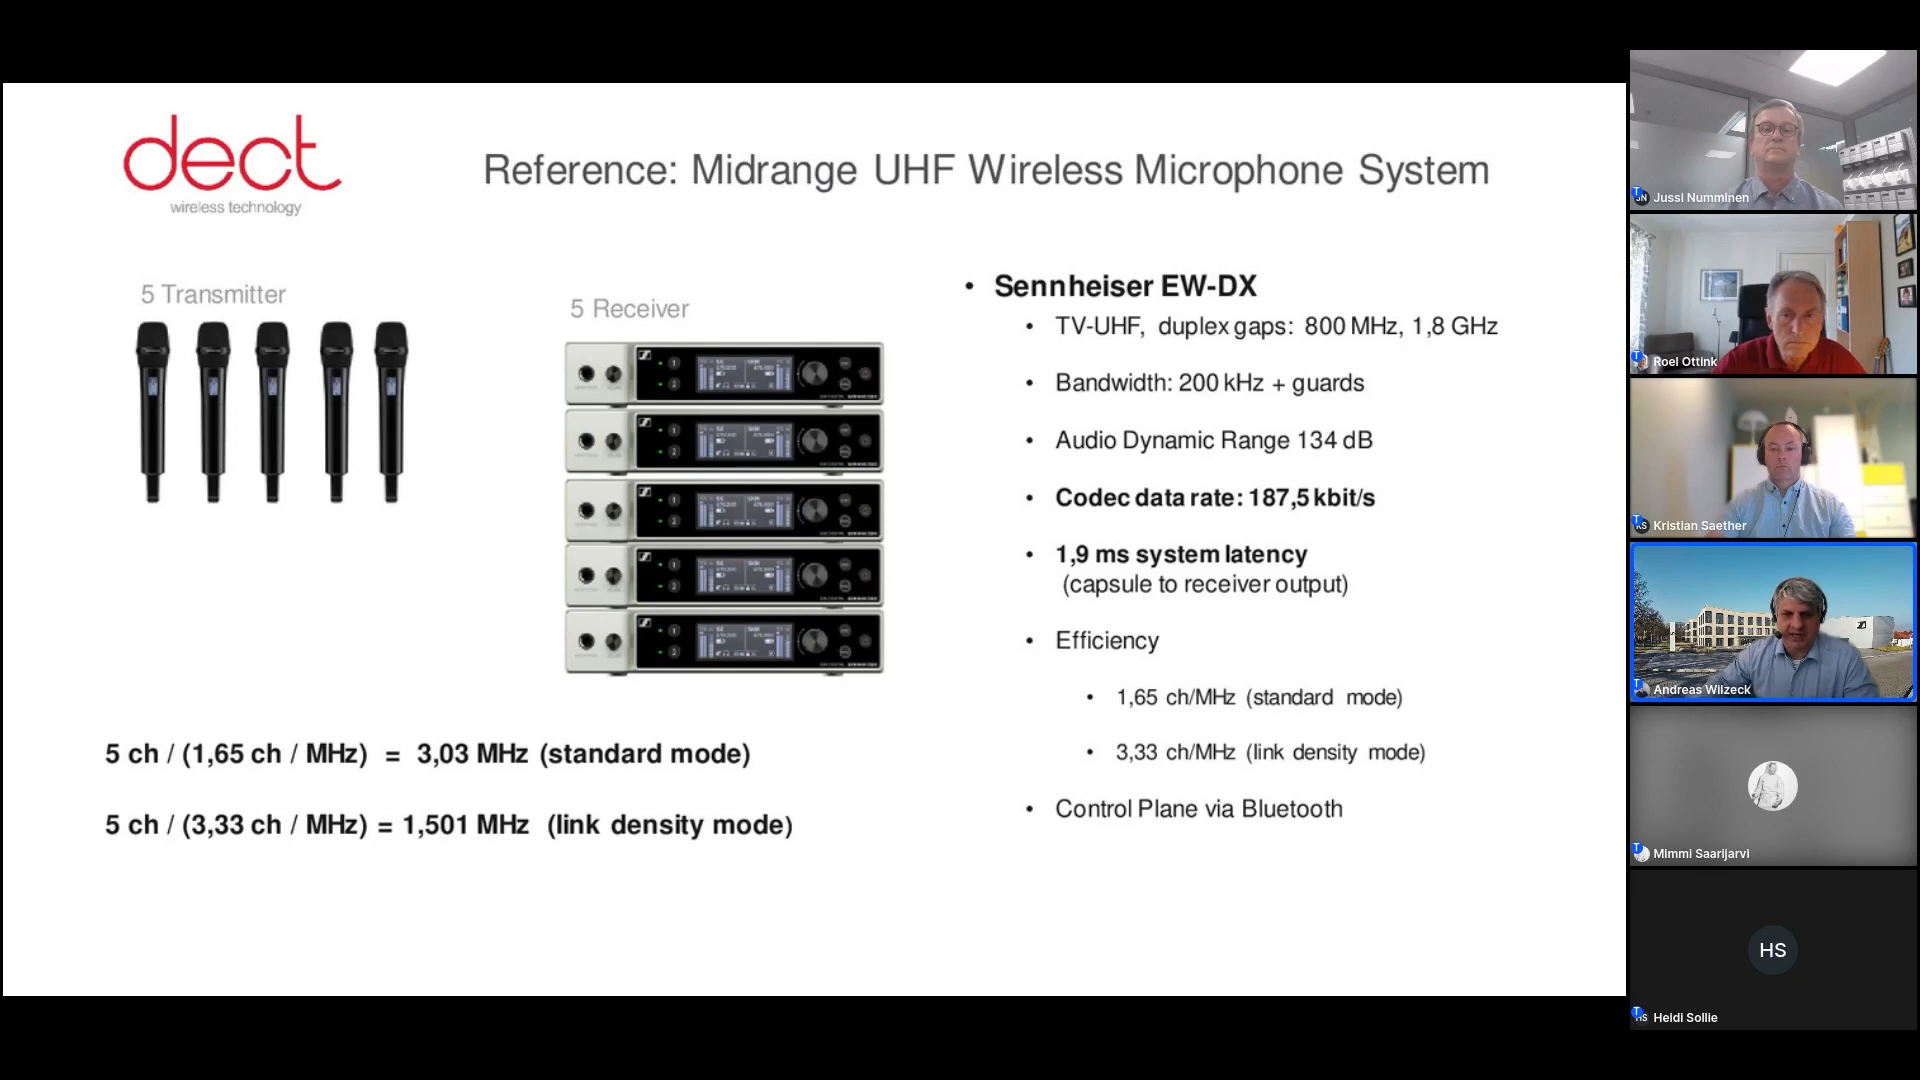 dect
wireless technology
Reference: Midrange UHF Wireless Microphone System
5 Transmitter
5 Receiver
• Sennheiser EW-DX
• TV-UHF, duplex gaps: 800 MHz, 1,8 GHz
• Bandwidth: 200 kHz + guards
• Audio Dynamic Range 134 dB
• Codec data rate: 187,5 kbit/s
• 1,9 ms system latency
(capsule to receiver output)
• Efficiency
• 1,65 ch/MHz (standard mode)
• 3,33 ch/MHz (link density mode)
• Control Plane via Bluetooth
5 ch / (1,65 ch / MHz) = 3,03 MHz (standard mode)
5 ch / (3,33 ch / MHz) = 1,501 MHz (link density mode)
Jussi Numminen
Roel Ottink
Kristian Saether
Andreas Wilzeck
Mimmi Saarijarvi
HS
Heidi Sollie